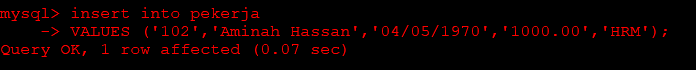 mysql> insert into pekerja
-> VALUES ('102','Aminah Hassan','04/05/1970','1000.00','HRM');
Query OK, 1 row affected (0.07 sec)